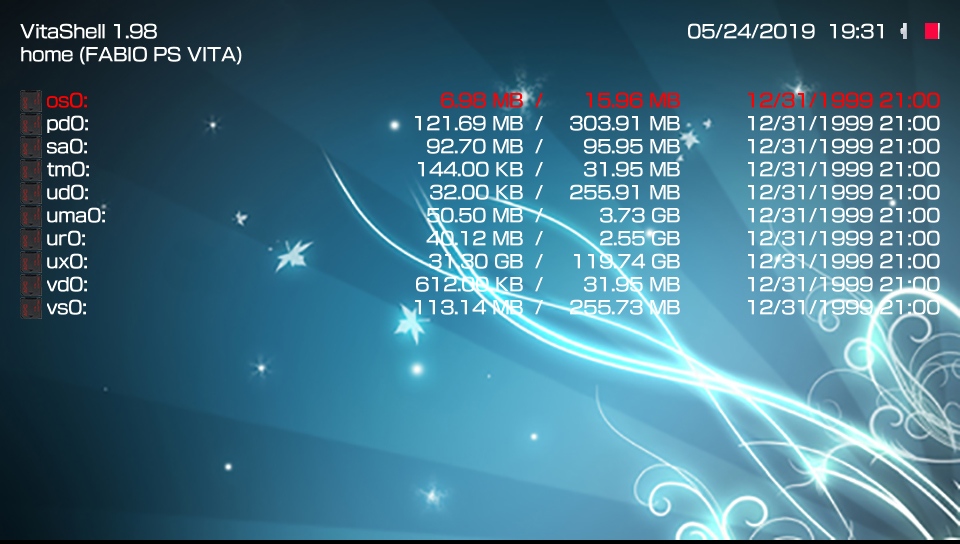 VitaShell 1.98 05/24/2019 19:31
home (FABIO PS VITA)
os0: 6.98 MB / 15.96 MB 12/31/1999 21:00
pd0: 121.69 MB / 303.91 MB 12/31/1999 21:00
sa0: 92.70 MB / 95.95 MB 12/31/1999 21:00
tm0: 144.00 KB / 31.95 MB 12/31/1999 21:00
ud0: 32.00 KB / 255.91 MB 12/31/1999 21:00
uma0: 50.50 MB / 3.73 GB 12/31/1999 21:00
ur0: 40.12 MB / 2.55 GB 12/31/1999 21:00
ux0: 31.30 GB / 119.74 GB 12/31/1999 21:00
vd0: 612.00 KB / 31.95 MB 12/31/1999 21:00
vs0: 113.14 MB / 255.73 MB 12/31/1999 21:00